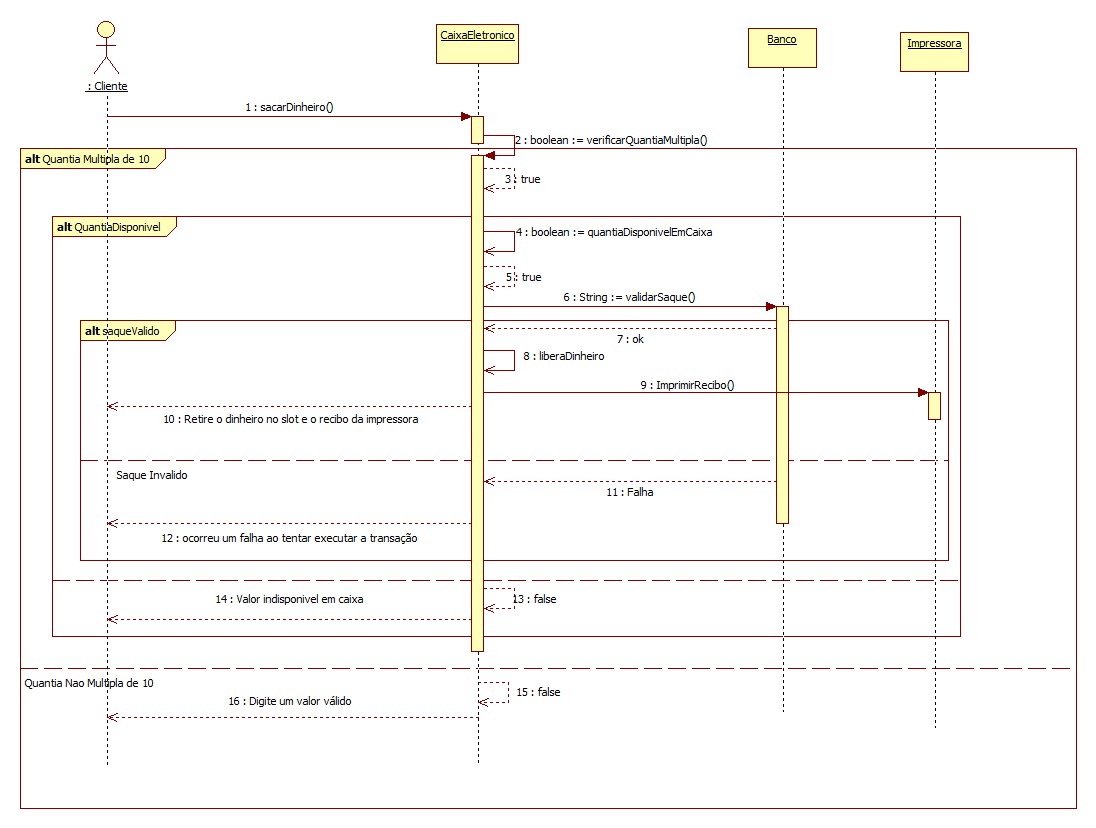 CaixaEletronico
Banco
Impressora
: Cliente
1 : sacarDinheiro()
2 : boolean := verificarQuantiaMultipla()
alt Quantia Multipla de 10
3 : true
alt QuantiaDisponivel
4 : boolean := quantiaDisponivelEmCaixa
5 : true
6 : String := validarSaque()
alt saqueValido
7 : ok
8 : liberaDinheiro
9 : ImprimirRecibo()
10 : Retire o dinheiro no slot e o recibo da impressora
Saque Invalido
11 : Falha
12 : ocorreu um falha ao tentar executar a transação
14 : Valor indisponivel em caixa
13 : false
Quantia Nao Multipla de 10
15 : false
16 : Digite um valor válido